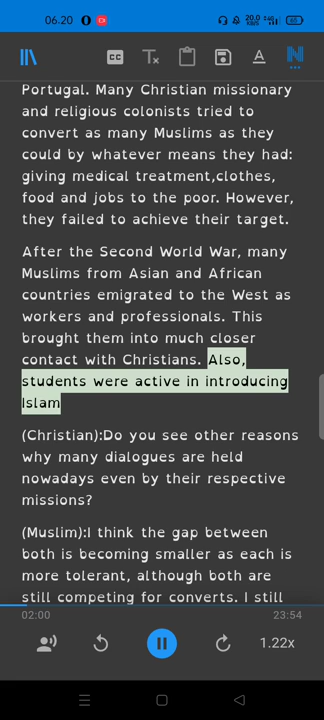 06.20
20.0
KB/S
60
CC
A
N
Portugal. Many Christian missionary
and religious colonists tried to
convert as many Muslims as they
could by whatever means they had:
giving medical treatment,clothes,
food and jobs to the poor. However,
they failed to achieve their target.
After the Second World War, many
Muslims from Asian and African
countries emigrated to the West as
workers and professionals. This
brought them into much closer
contact with Christians. Also,
students were active in introducing
Islam
(Christian):Do you see other reasons
why many dialogues are held
nowadays even by their respective
missions?
(Muslim):I think the gap between
both is becoming smaller as each is
more tolerant, although both are
still competing for converts. I still
02:00
23:54
1.22x